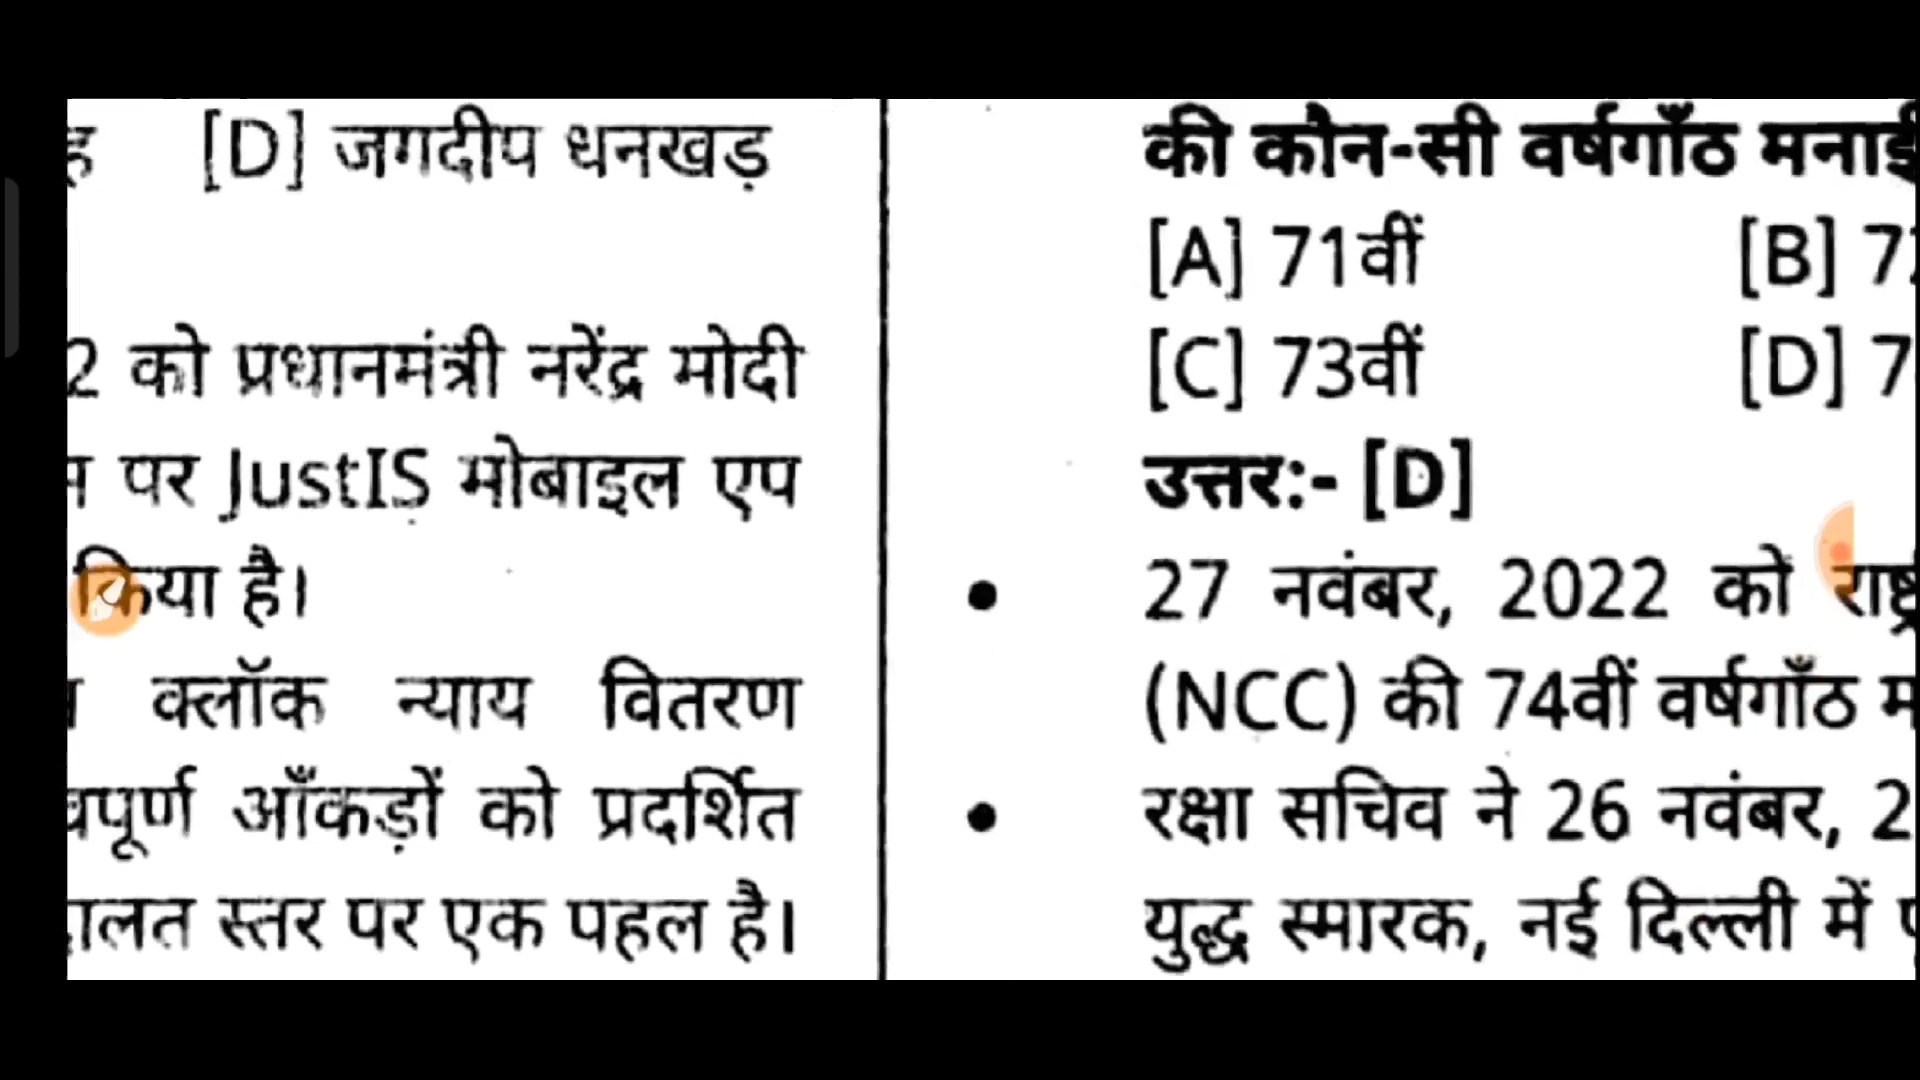 [D] जगदीप धनखड़
2 को प्रधानमंत्री नरेंद्र मोदी
पर JustIS मोबाइल एप
किया है।
क्लॉक न्याय वितरण
आँकड़ों को प्रदर्शित
स्तर पर एक पहल है।
की कौन-सी वर्षगाँठ मनाई
[A] 71वीं [B]
[C] 73वीं [D]
उत्तर:- [D]
• 27 नवंबर, 2022 को
(NCC) की 74वीं वर्षगाँठ
• रक्षा सचिव ने 26 नवंबर,
युद्ध स्मारक, नई दिल्ली में